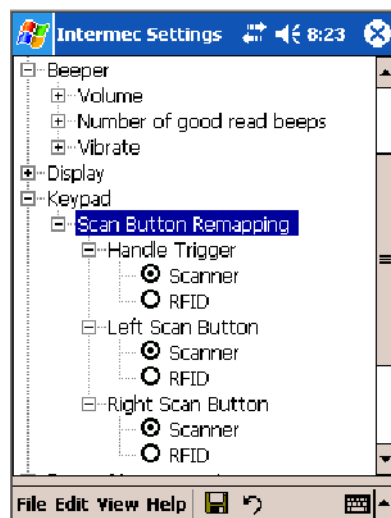 Intermec Settings 8:23
Beeper
Volume
Number of good read beeps
Vibrate
Display
Keypad
Scan Button Remapping
Handle Trigger
Scanner
RFID
Left Scan Button
Scanner
RFID
Right Scan Button
Scanner
RFID
File Edit View Help